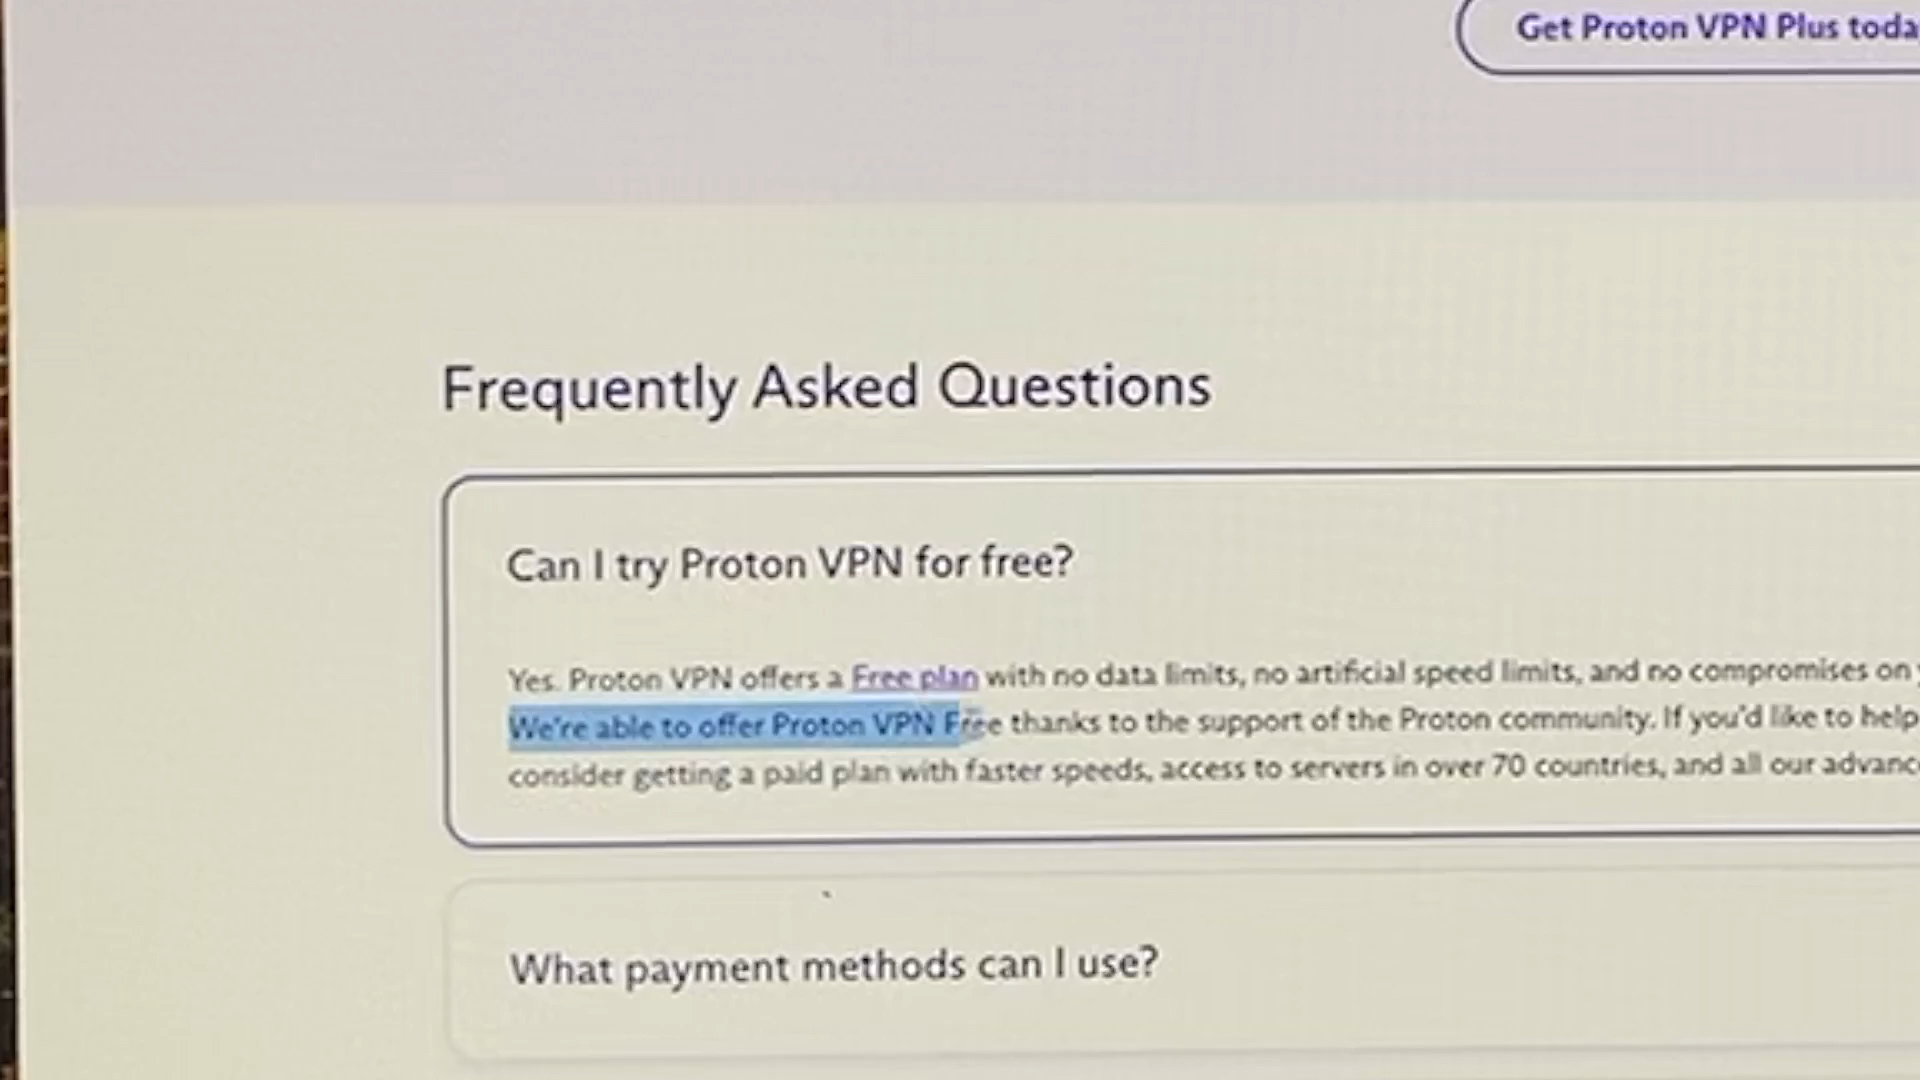 Get Proton VPN Plus toda
Frequently Asked Questions
Can I try Proton VPN for free?
Yes. Proton VPN offers a Free plan with no data limits, no artificial speed limits, and no compromises on
We're able to offer Proton VPN Free thanks to the support of the Proton community. If you'd like to help
consider getting a paid plan with faster speeds, access to servers in over 70 countries, and all our advanc
What payment methods can I use?